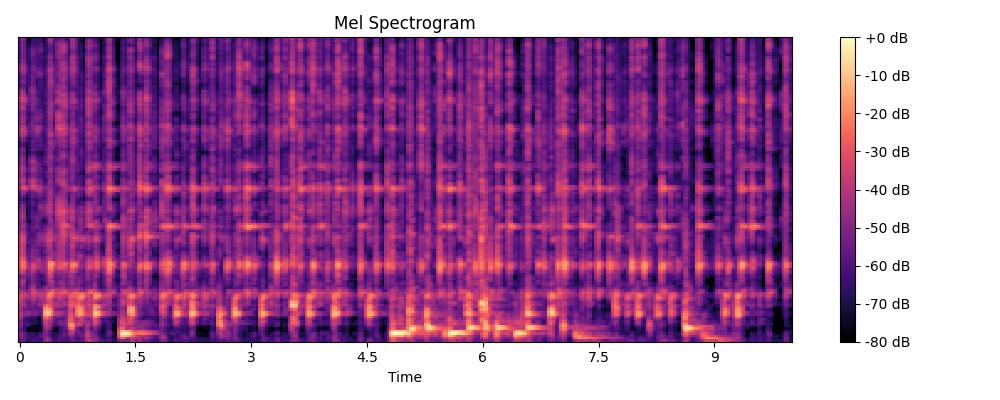 Mel Spectrogram
+0 dB
-10 dB
-20 dB
-30 dB
-40 dB
-50 dB
-60 dB
-70 dB
-80 dB
0 1.5 3 4.5 6 7.5 9
Time